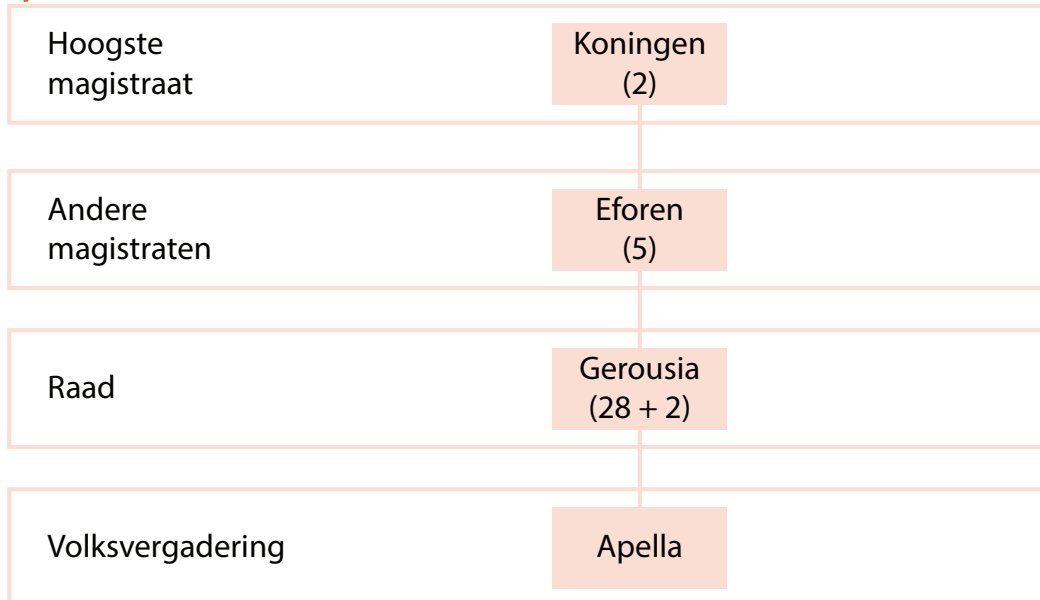 Hoogste
magistraat
Koningen
(2)
Andere
magistraten
Eforen
(5)
Raad
Gerousia
(28 + 2)
Volksvergadering
Apella